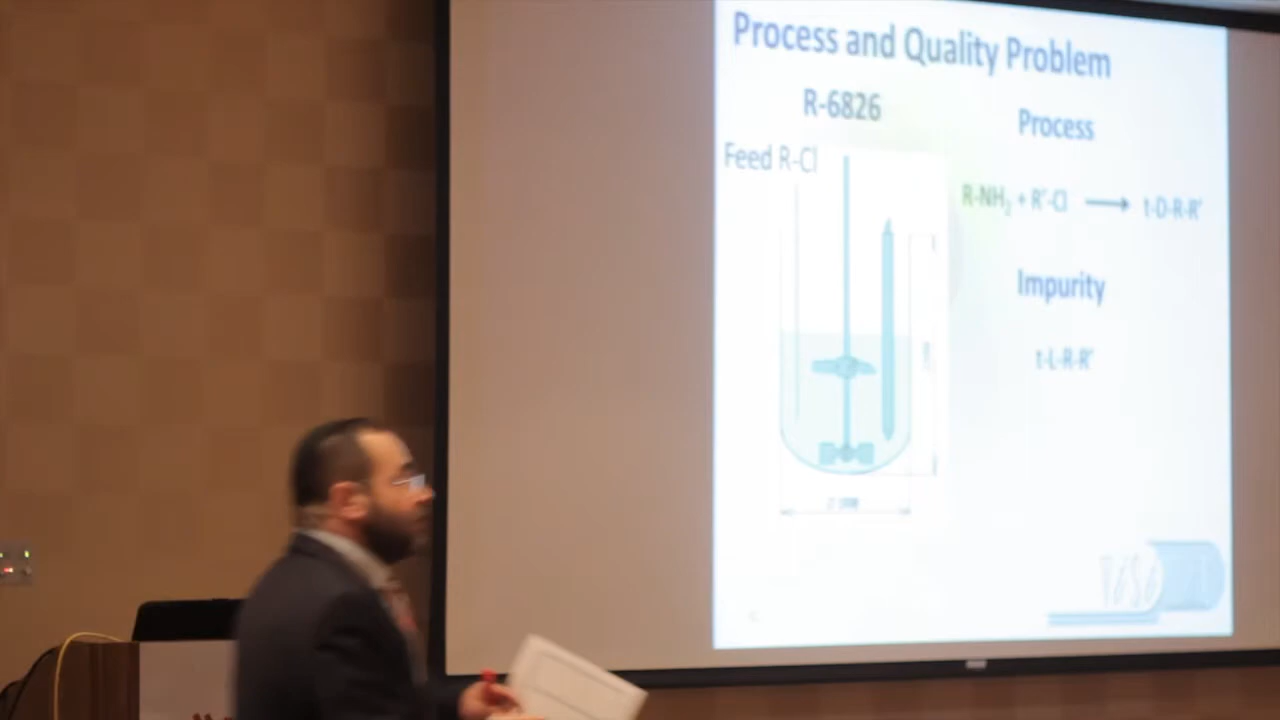 Process and Quality Problem
R-6826
Process
Feed R-Cl
R-NH₂ + R'-Cl ⟶ t-D-R-R'
Impurity
t-L-R-R'